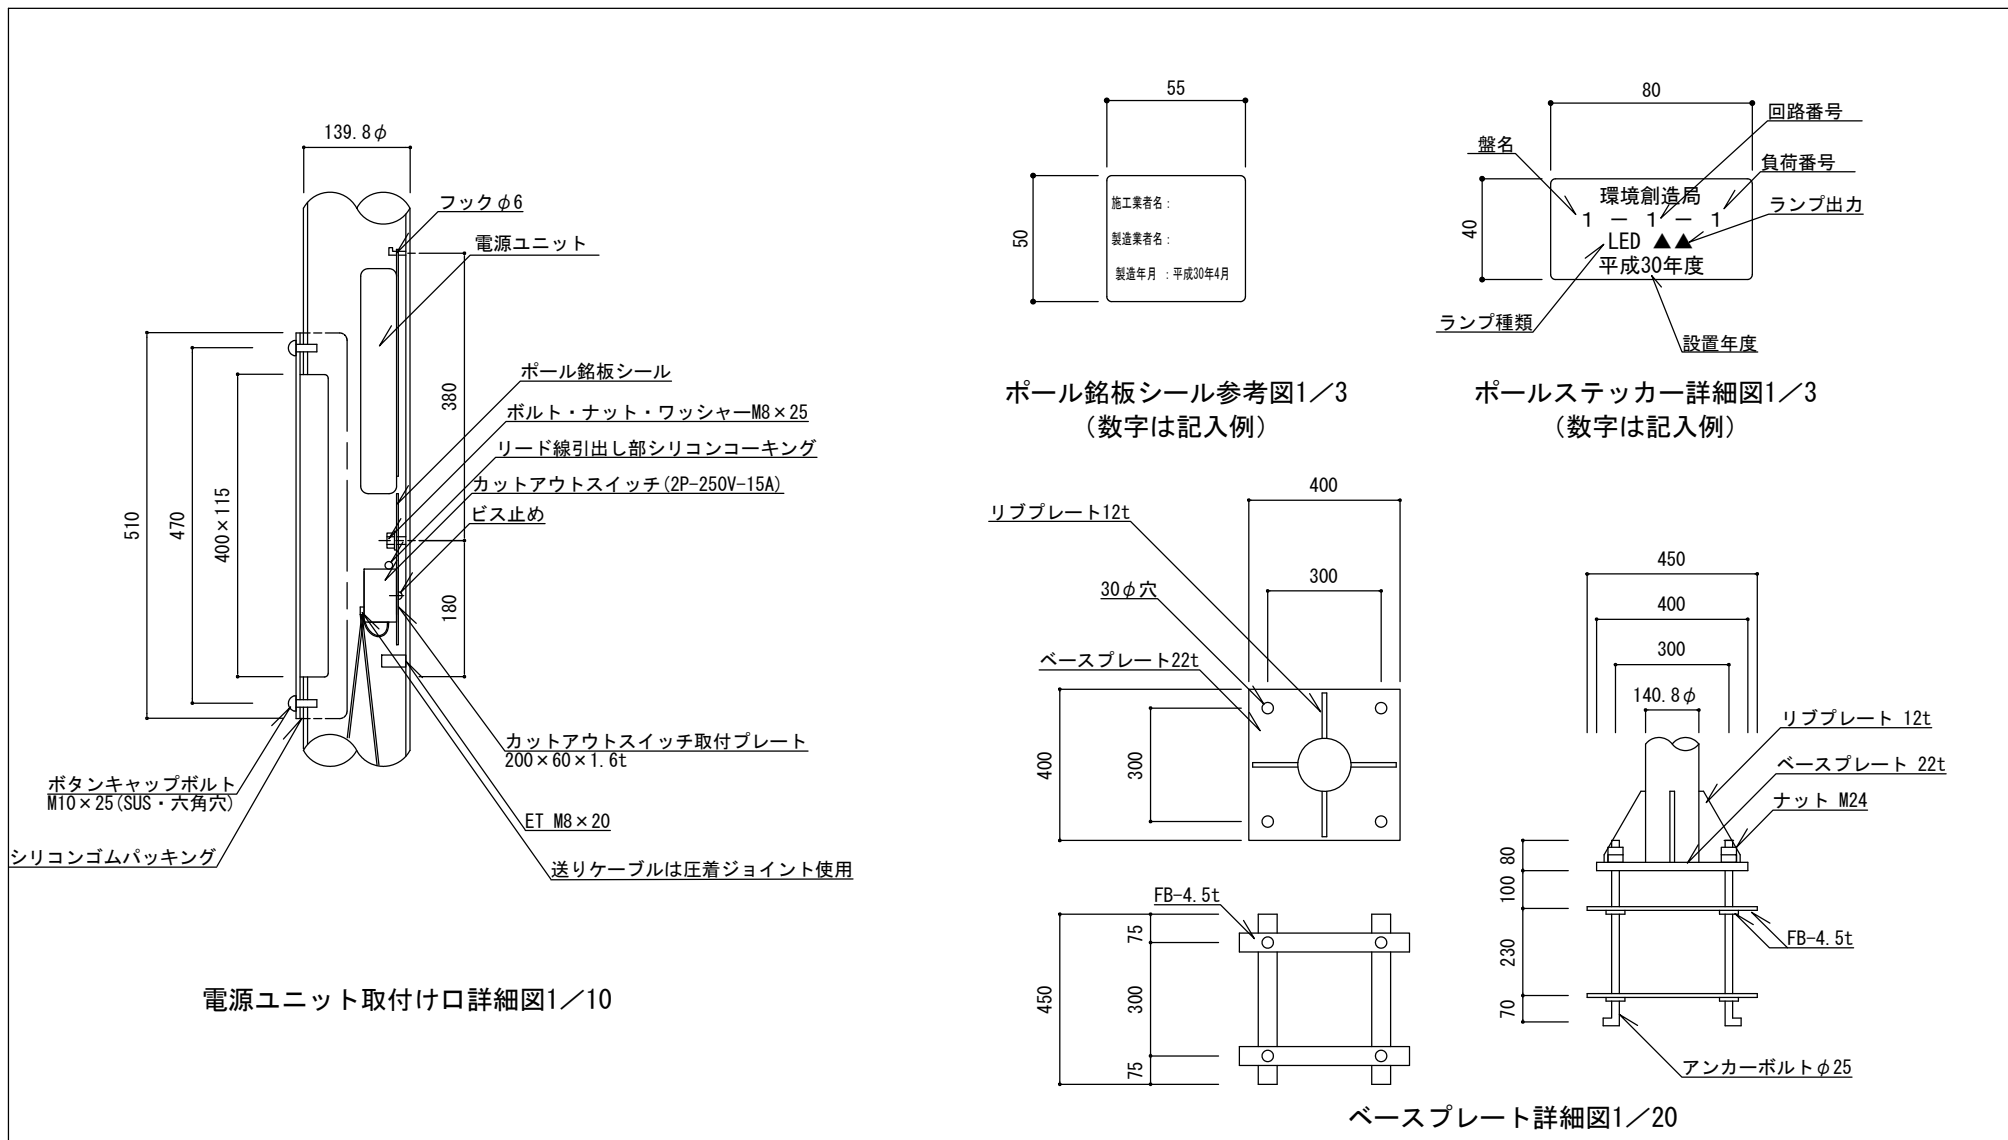 139.8φ
フックφ6
電源ユニット
ポール銘板シール
ボルト・ナット・ワッシャーM8×25
リード線引出し部シリコンコーキング
カットアウトスイッチ(2P-250V-15A)
ビス止め
510
470
400×115
380
180
カットアウトスイッチ取付プレート
200×60×1.6t
ボタンキャップボルト
M10×25(SUS・六角穴)
ET M8×20
シリコンゴムパッキング
送りケーブルは圧着ジョイント使用
電源ユニット取付け口詳細図1／10
55
50
施工業者名：
製造業者名：
製造年月 ：平成30年4月
ポール銘板シール参考図1／3
(数字は記入例)
80
40
盤名
回路番号
負荷番号
ランプ出力
環境創造局
1 － 1 － 1
LED ▲▲
平成30年度
ランプ種類
設置年度
ポールステッカー詳細図1／3
(数字は記入例)
400
リブプレート12t
300
30φ穴
ベースプレート22t
400
300
FB-4.5t
75
450
300
75
450
400
300
140.8φ
リブプレート 12t
ベースプレート 22t
ナット M24
80
100
230
70
FB-4.5t
アンカーボルトφ25
ベースプレート詳細図1／20